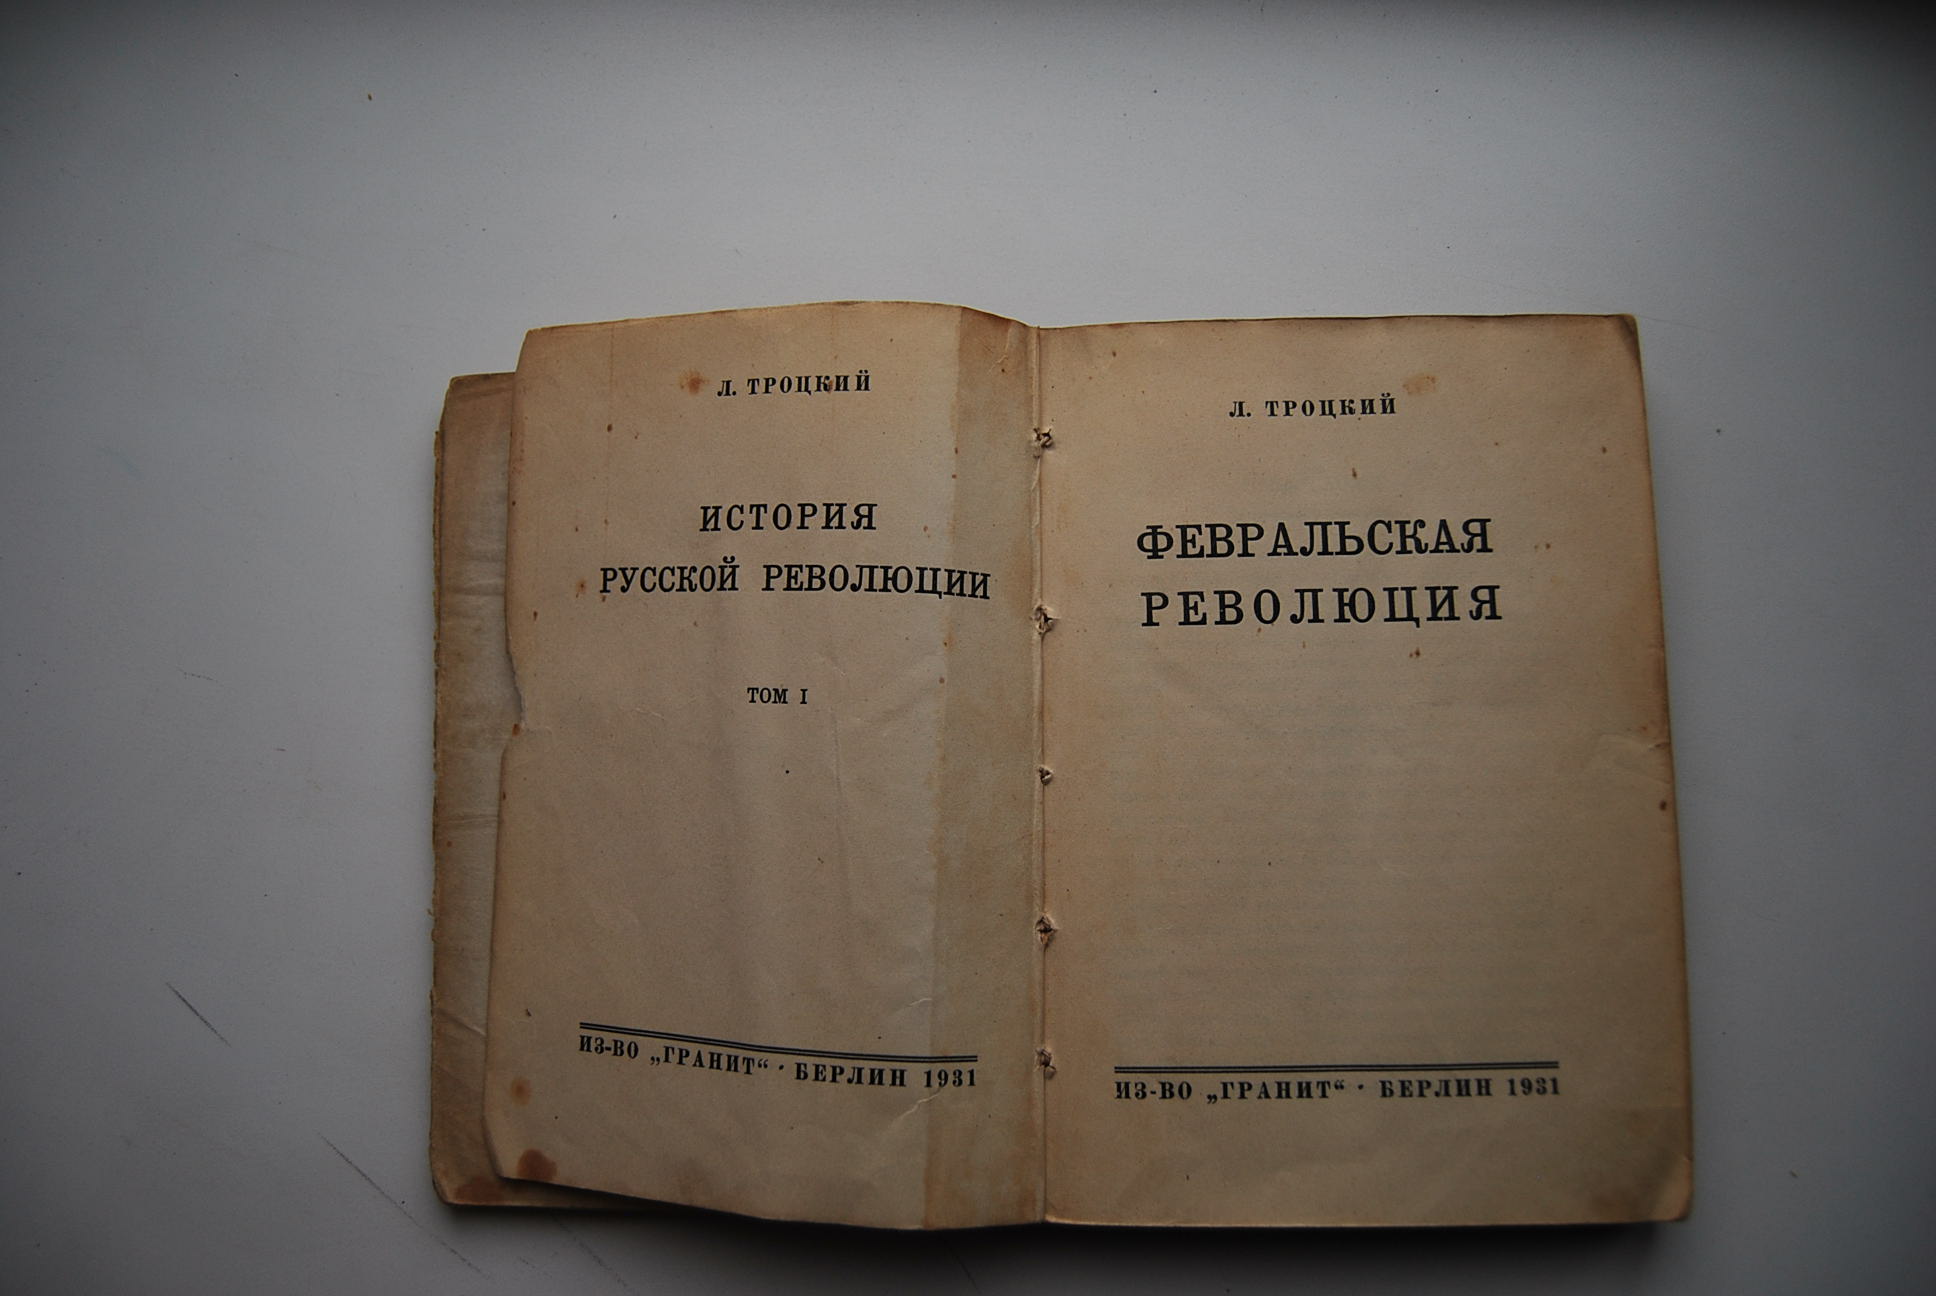 Л. ТРОЦКИЙ
ИСТОРИЯ
РУССКОЙ РЕВОЛЮЦИИ
ТОМ I
ИЗ-ВО „ГРАНИТ“ · БЕРЛИН 1931
Л. ТРОЦКИЙ
ФЕВРАЛЬСКАЯ
РЕВОЛЮЦИЯ
ИЗ-ВО „ГРАНИТ“ · БЕРЛИН 1931